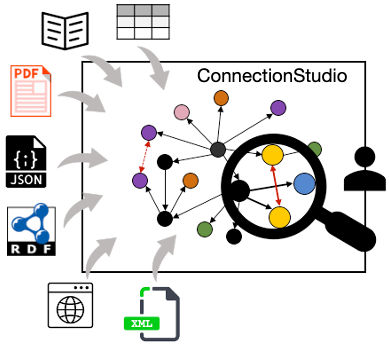 ConnectionStudio
PDF
{;}
JSON
RDF
XML